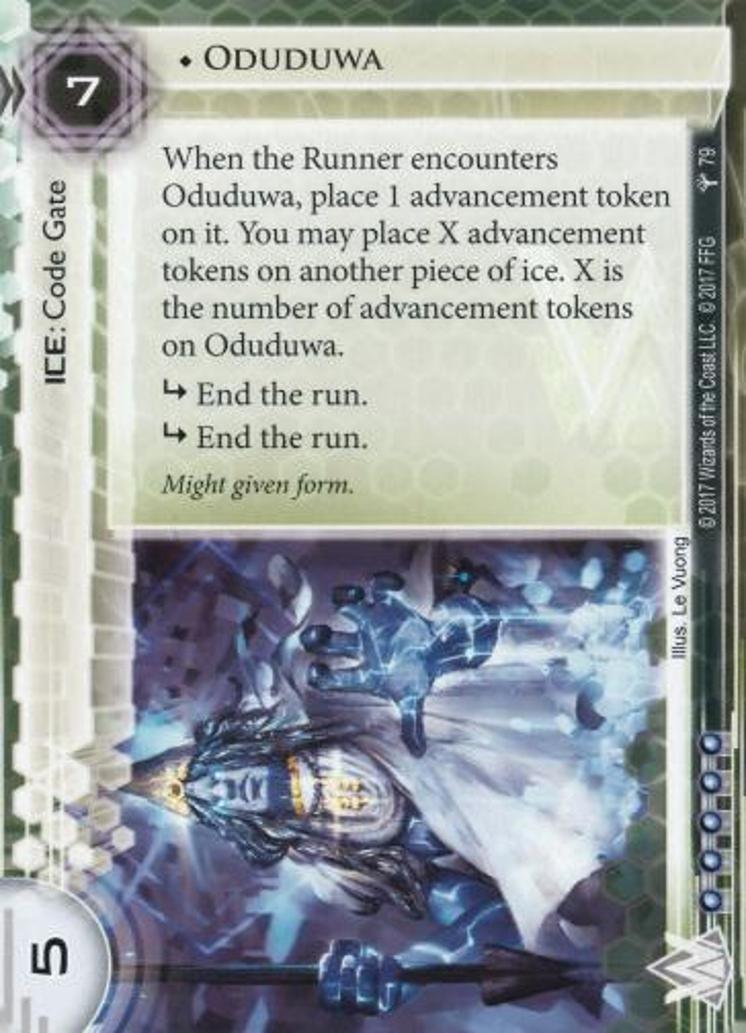 7
• ODUDUWA
ICE: Code Gate
When the Runner encounters
Oduduwa, place 1 advancement token
on it. You may place X advancement
tokens on another piece of ice. X is
the number of advancement tokens
on Oduduwa.
↳ End the run.
↳ End the run.
Might given form.
Illus. Le Vuong
© 2017 Wizards of the Coast LLC. © 2017 FFG
79
5